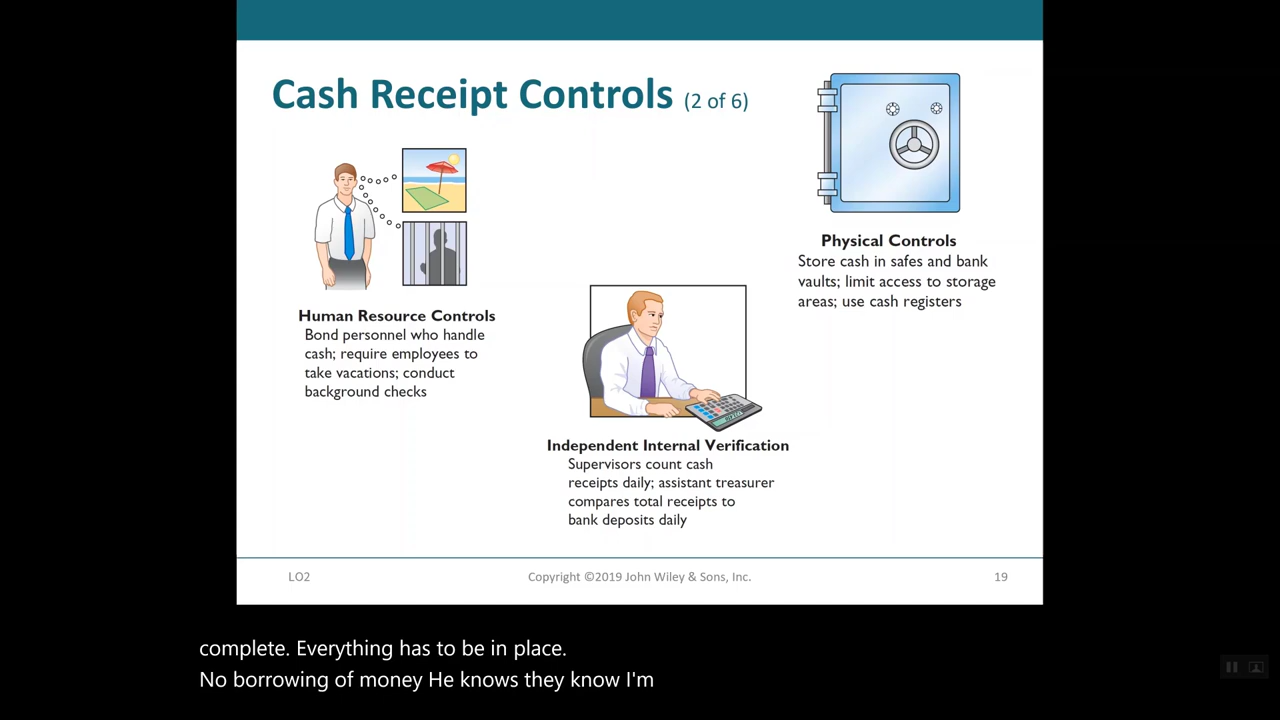 Cash Receipt Controls (2 of 6)
Human Resource Controls
Bond personnel who handle
cash; require employees to
take vacations; conduct
background checks
Independent Internal Verification
Supervisors count cash
receipts daily; assistant treasurer
compares total receipts to
bank deposits daily
Physical Controls
Store cash in safes and bank
vaults; limit access to storage
areas; use cash registers
LO2
Copyright ©2019 John Wiley & Sons, Inc.
19
complete. Everything has to be in place.
No borrowing of money He knows they know I'm